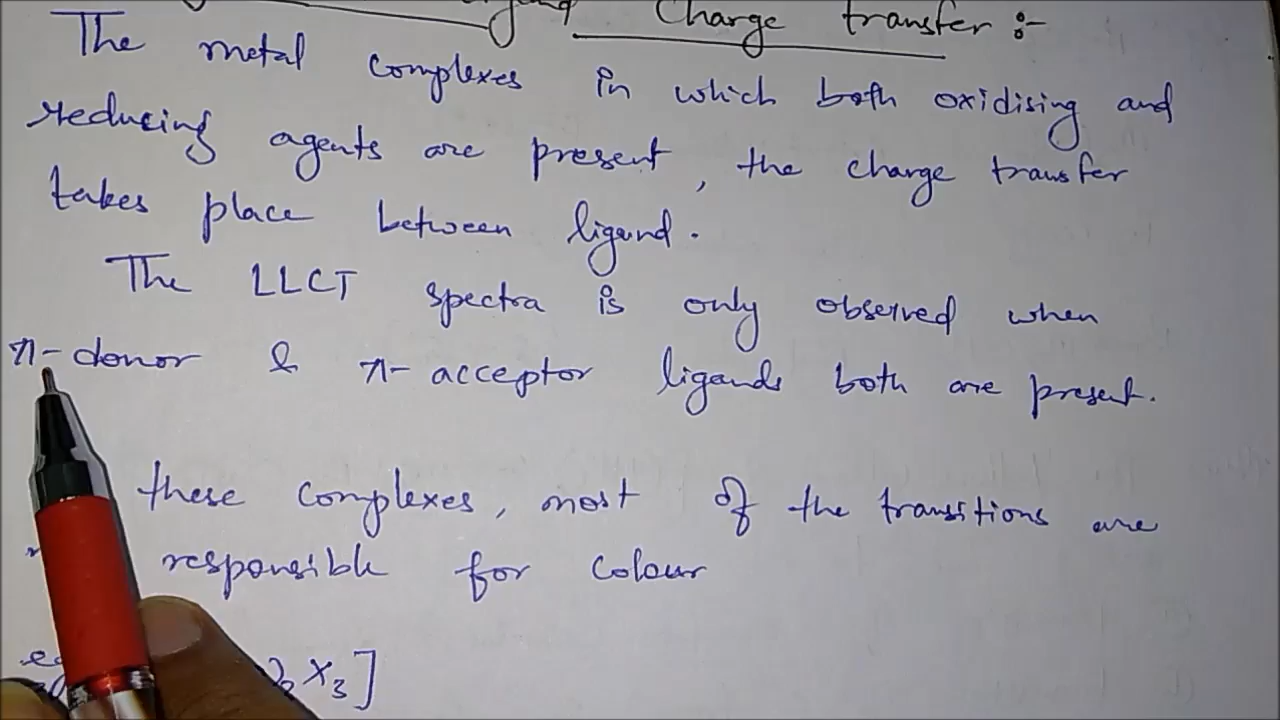 Charge transfer :-
The metal complexes in which both oxidising and
reducing agents are present, the charge transfer
takes place between ligand.
The LLCT spectra is only observed when
π-donor & π-acceptor ligands both are present.
these complexes, most of the transitions are
responsible for colour
X₃]